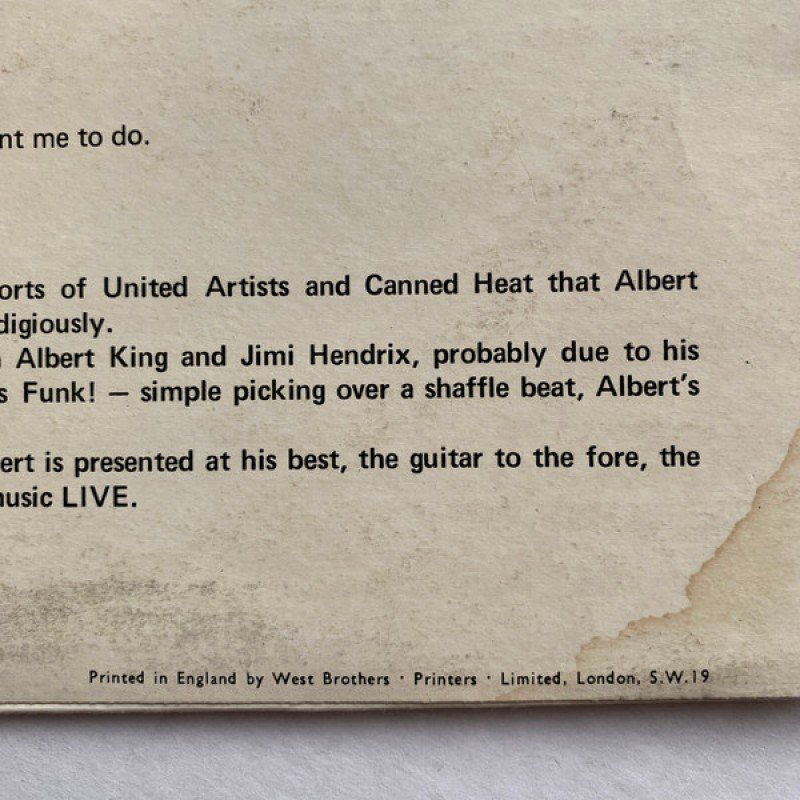 nt me to do.
orts of United Artists and Canned Heat that Albert
digiously.
Albert King and Jimi Hendrix, probably due to his
s Funk! — simple picking over a shaffle beat, Albert's
ert is presented at his best, the guitar to the fore, the
music LIVE.
Printed in England by West Brothers · Printers · Limited, London, S.W.19